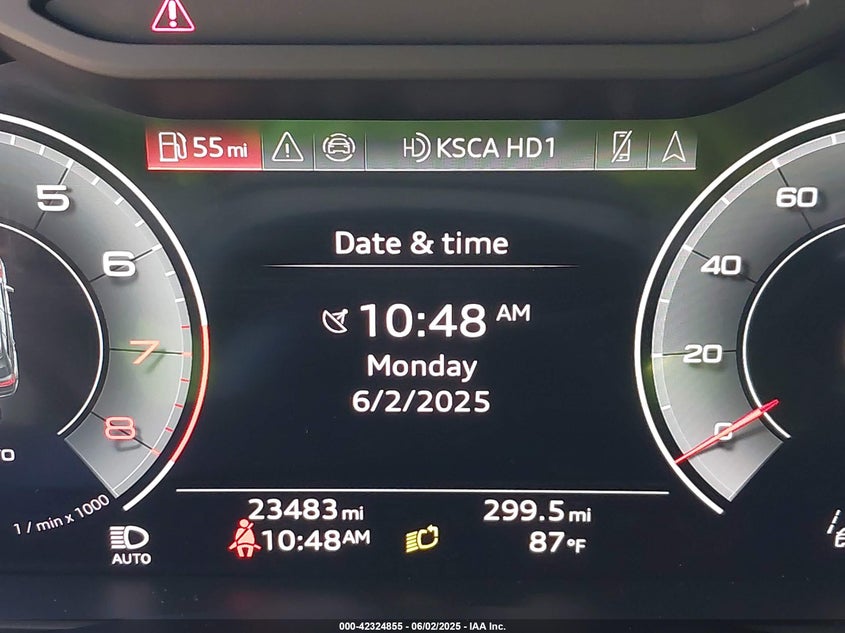 55 mi
KSCA HD1
5
6
7
8
1 / min x 1000
60
40
20
0
Date & time
10:48 AM
Monday
6/2/2025
23483 mi
299.5 mi
10:48 AM
87°F
AUTO
000-42324855 - 06/02/2025 - IAA Inc.